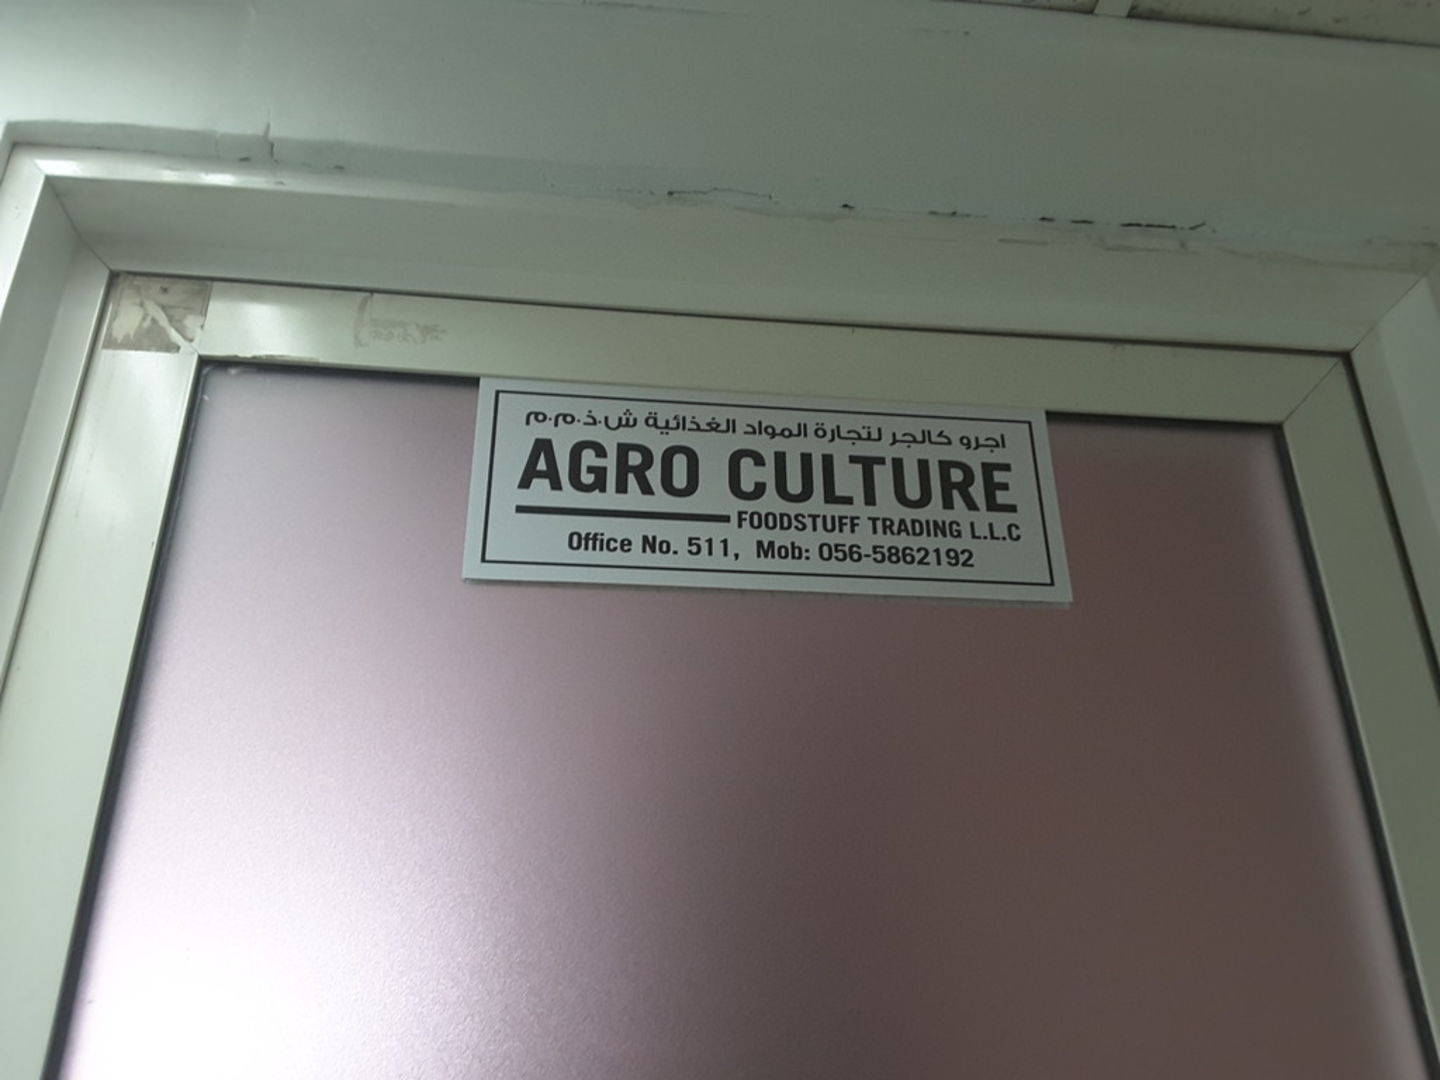 اجرو كالجر لتجارة المواد الغذائية ش.ذ.م.م
AGRO CULTURE
FOODSTUFF TRADING L.L.C
Office No. 511, Mob: 056-5862192